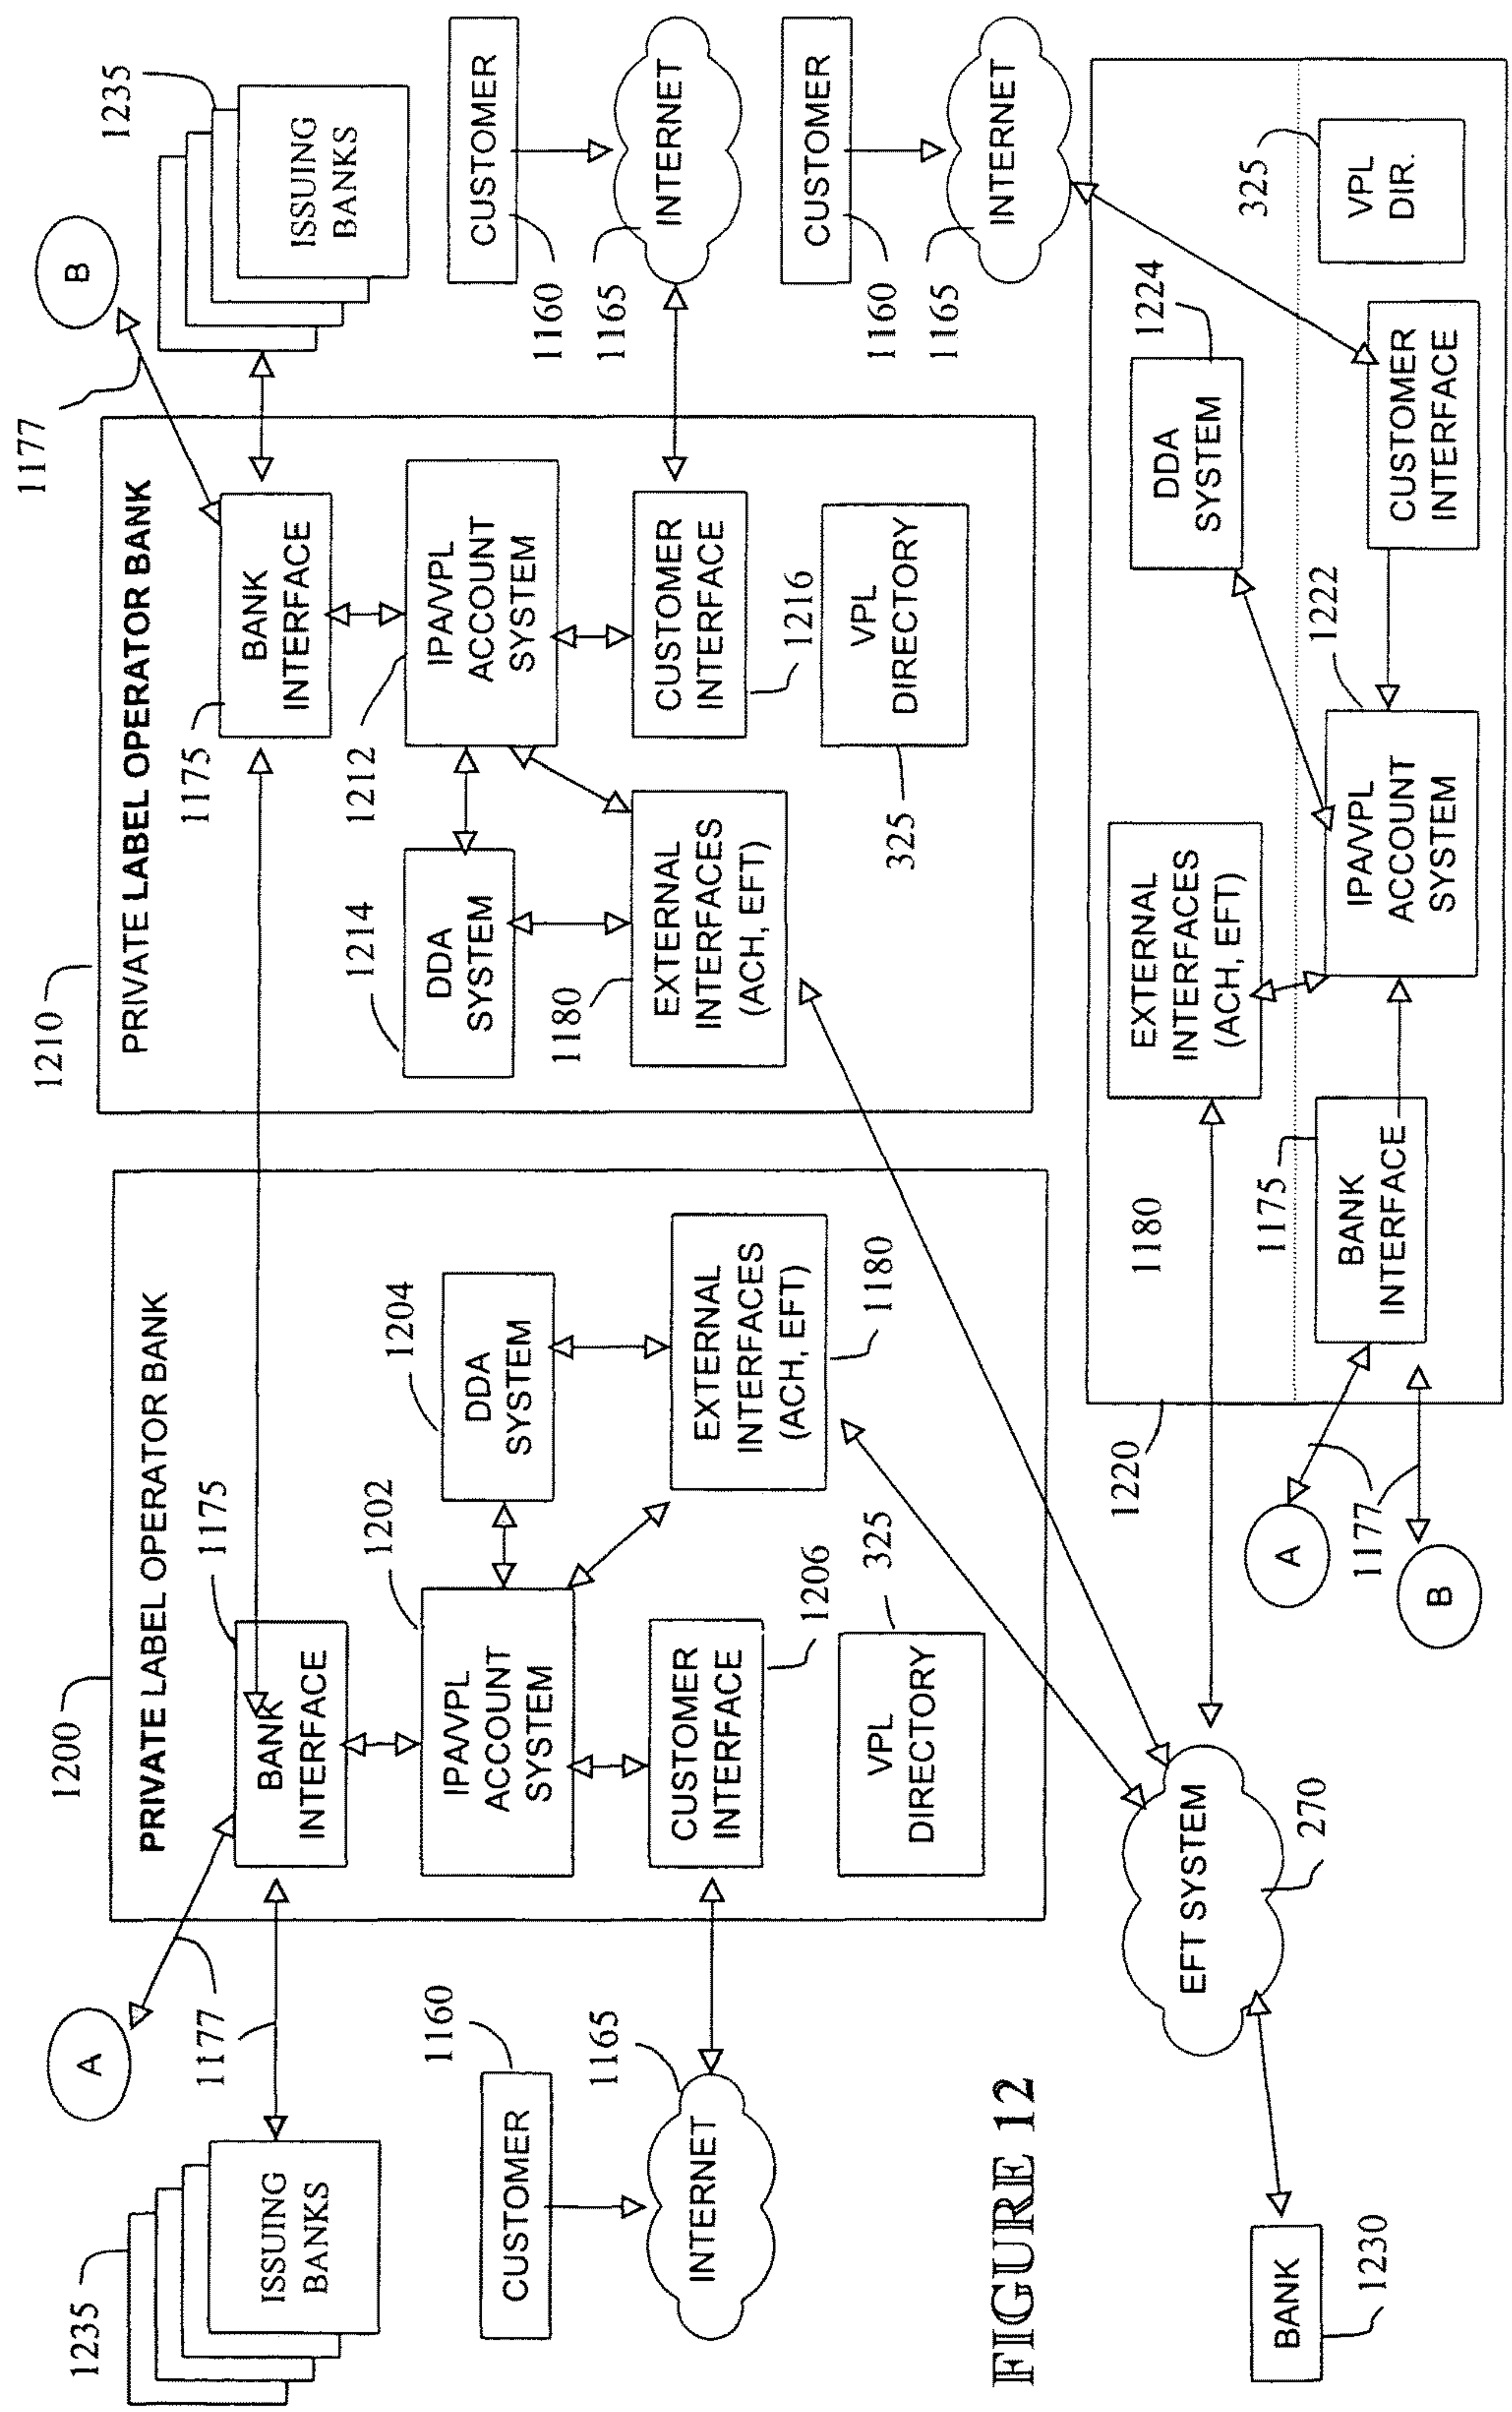 1235
ISSUING
BANKS
A
1177
CUSTOMER
1160
INTERNET
1165
1200
PRIVATE LABEL OPERATOR BANK
1175
BANK
INTERFACE
1202
IPA/VPL
ACCOUNT
SYSTEM
1204
DDA
SYSTEM
EXTERNAL
INTERFACES
(ACH, EFT)
1180
CUSTOMER
INTERFACE
1206
VPL
DIRECTORY
325
1210
PRIVATE LABEL OPERATOR BANK
1175
BANK
INTERFACE
1212
IPA/VPL
ACCOUNT
SYSTEM
1214
DDA
SYSTEM
1180
EXTERNAL
INTERFACES
(ACH, EFT)
CUSTOMER
INTERFACE
1216
VPL
DIRECTORY
325
1177
B
1235
ISSUING
BANKS
CUSTOMER
1160
INTERNET
1165
CUSTOMER
1160
INTERNET
1165
FIGURE 12
BANK
1230
EFT SYSTEM
270
1220
A
1177
B
1180
EXTERNAL
INTERFACES
(ACH, EFT)
1175
BANK
INTERFACE
1222
IPA/VPL
ACCOUNT
SYSTEM
1224
DDA
SYSTEM
CUSTOMER
INTERFACE
325
VPL
DIR.